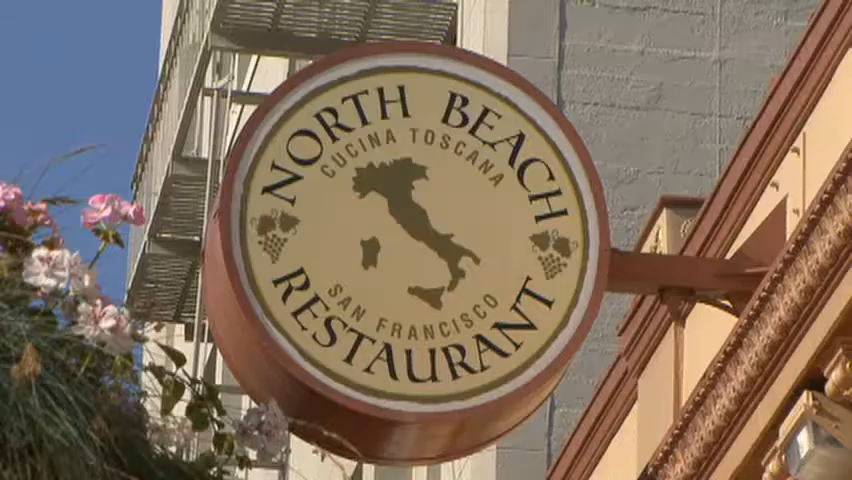 NORTH BEACH
CUCINA TOSCANA
SAN FRANCISCO
RESTAURANT